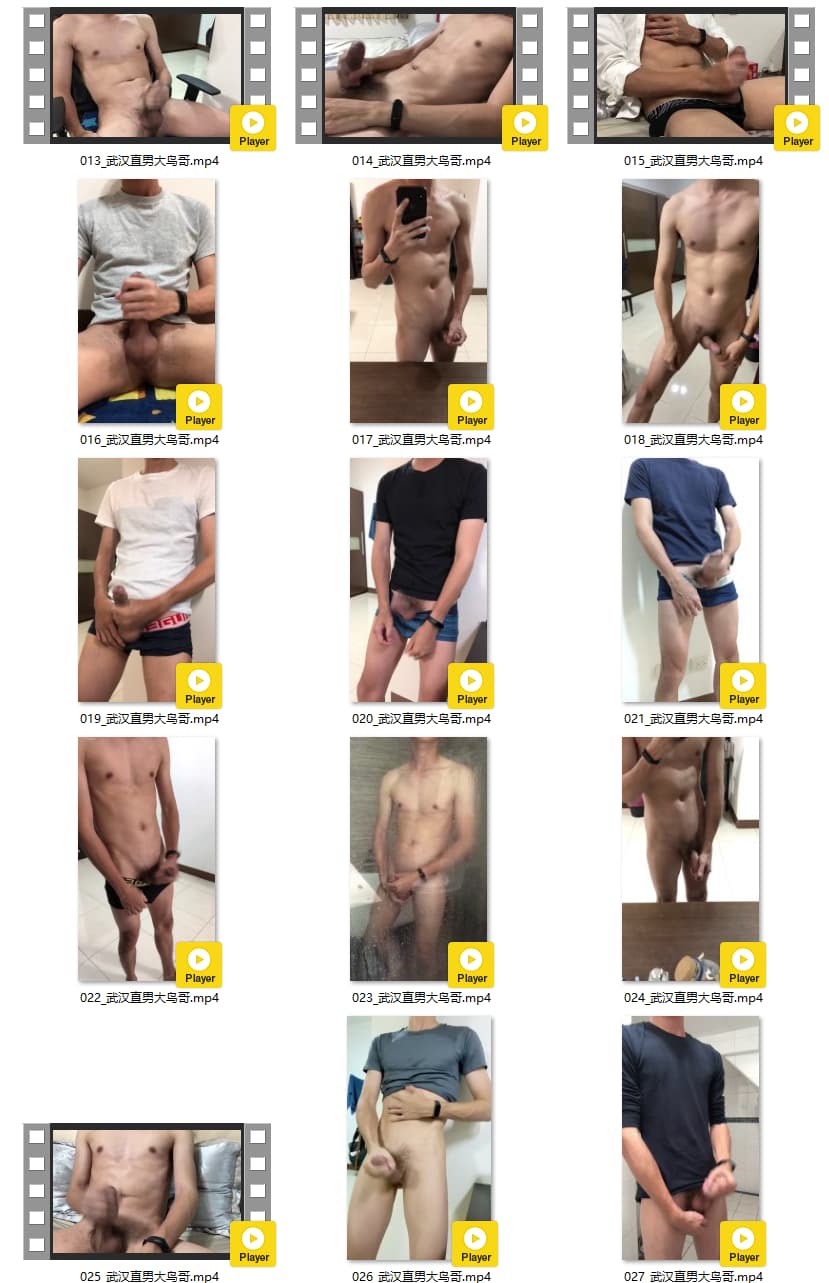 Player
Player
Player
013_武汉直男大鸟哥.mp4
014_武汉直男大鸟哥.mp4
015_武汉直男大鸟哥.mp4
Player
Player
Player
016_武汉直男大鸟哥.mp4
017_武汉直男大鸟哥.mp4
018_武汉直男大鸟哥.mp4
Player
Player
Player
019_武汉直男大鸟哥.mp4
020_武汉直男大鸟哥.mp4
021_武汉直男大鸟哥.mp4
Player
Player
Player
022_武汉直男大鸟哥.mp4
023_武汉直男大鸟哥.mp4
024_武汉直男大鸟哥.mp4
Player
Player
Player
025_武汉直男大鸟哥.mp4
026_武汉直男大鸟哥.mp4
027_武汉直男大鸟哥.mp4